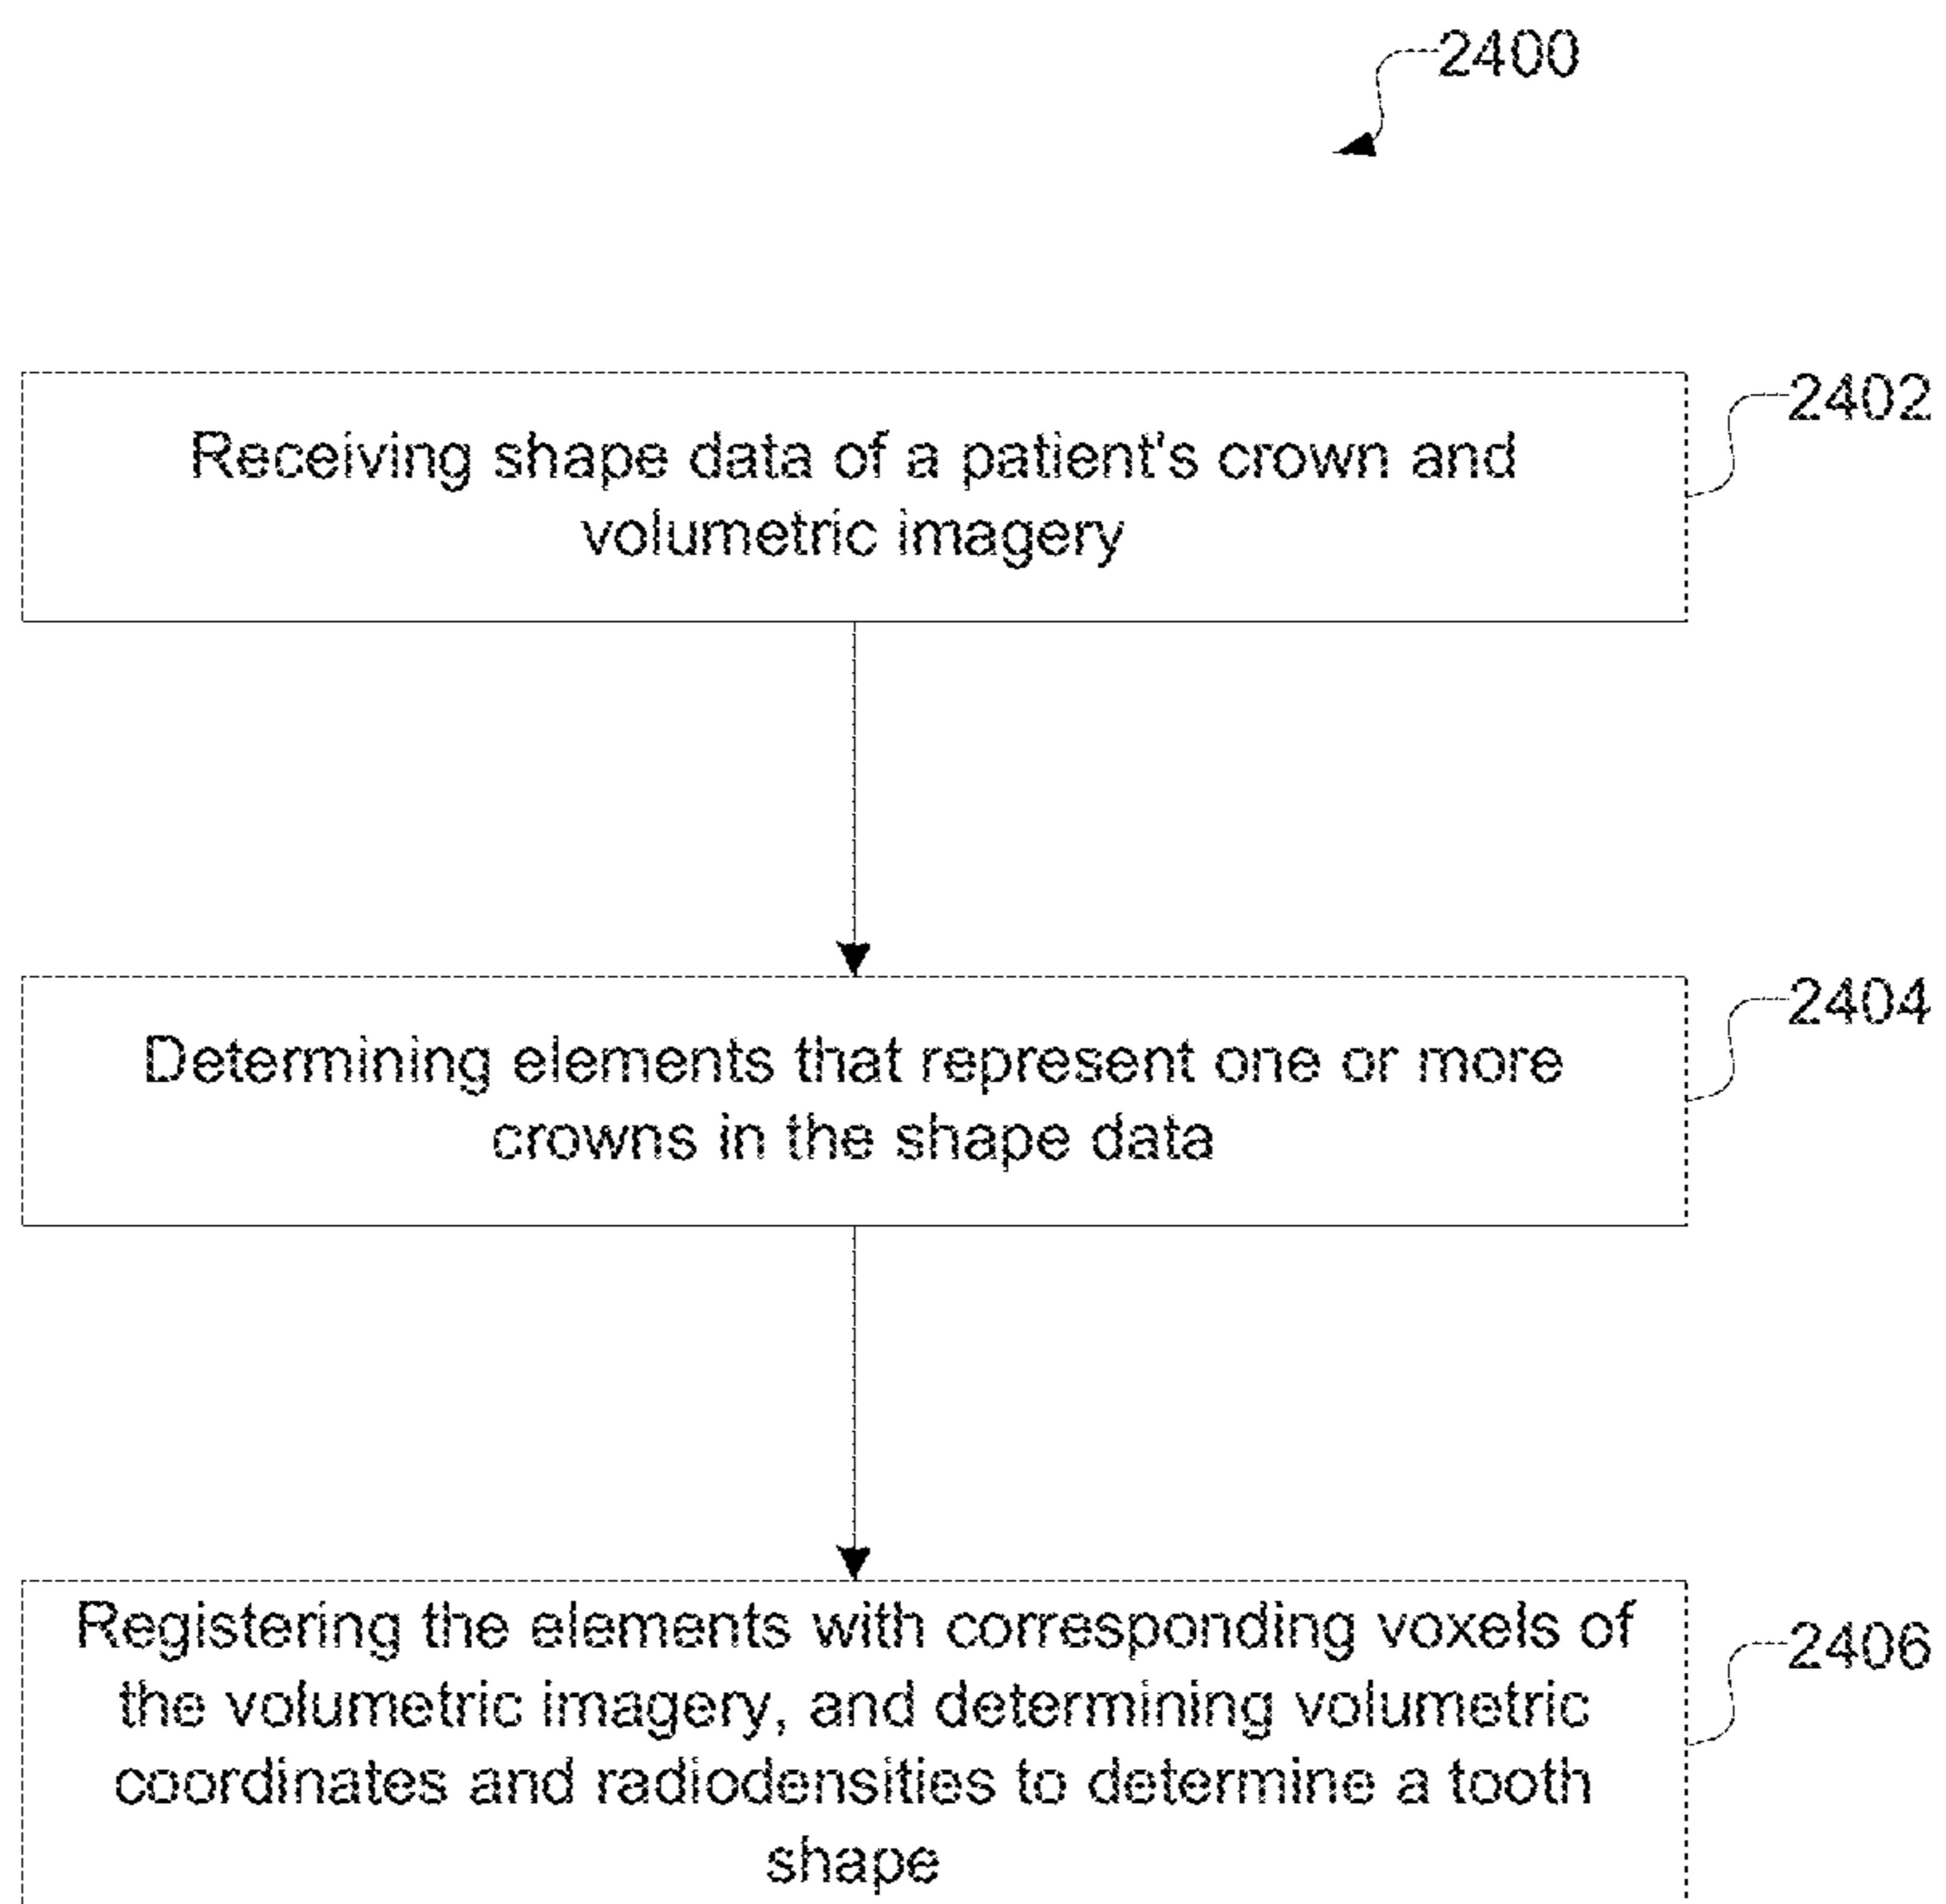 2400
2402
Receiving shape data of a patient's crown and
volumetric imagery
2404
Determining elements that represent one or more
crowns in the shape data
2406
Registering the elements with corresponding voxels of
the volumetric imagery, and determining volumetric
coordinates and radiodensities to determine a tooth
shape